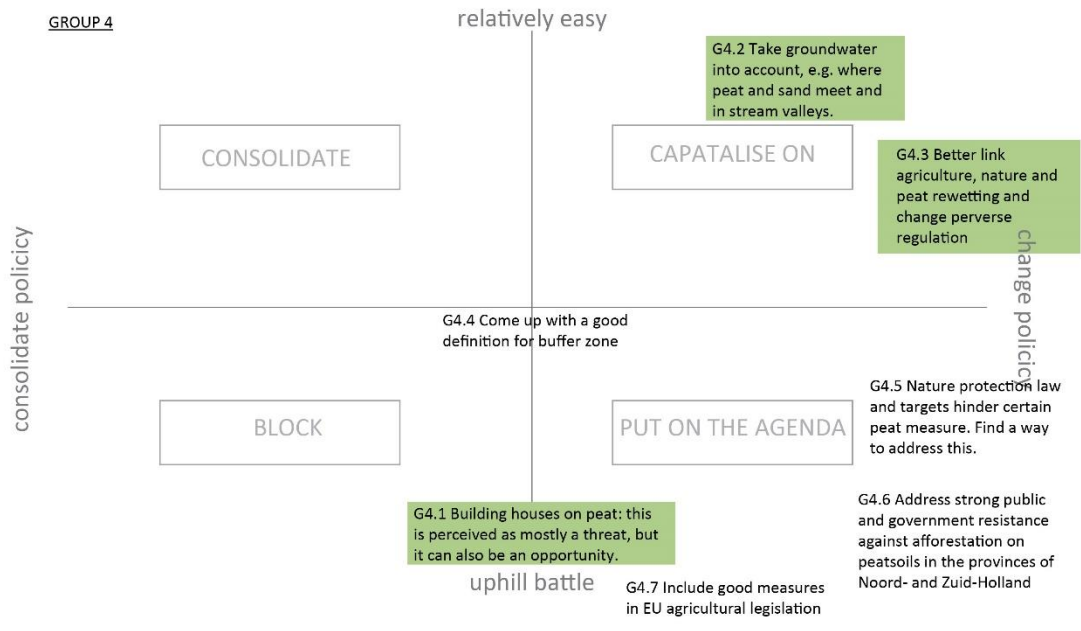 GROUP 4
relatively easy
G4.2 Take groundwater
into account, e.g. where
peat and sand meet and
in stream valleys.
CONSOLIDATE
CAPATALISE ON
G4.3 Better link
agriculture, nature and
peat rewetting and
change perverse
regulation
consolidate policicy
change policicy
G4.4 Come up with a good
definition for buffer zone
G4.5 Nature protection law
and targets hinder certain
peat measure. Find a way
to address this.
BLOCK
PUT ON THE AGENDA
G4.1 Building houses on peat: this
is perceived as mostly a threat, but
it can also be an opportunity.
G4.6 Address strong public
and government resistance
against afforestation on
peatsoils in the provinces of
Noord- and Zuid-Holland
uphill battle
G4.7 Include good measures
in EU agricultural legislation